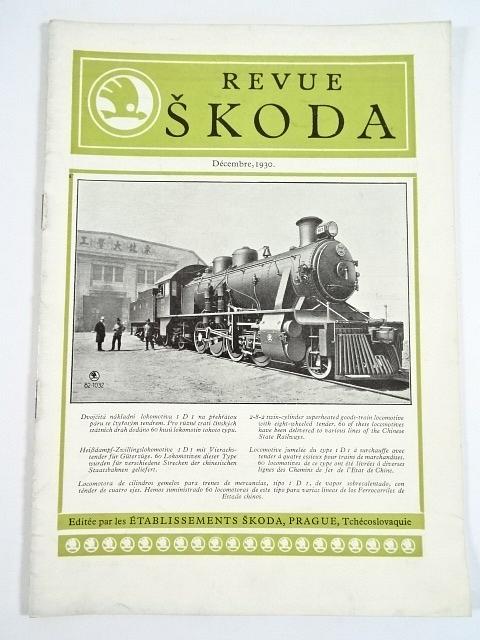 REVUE
ŠKODA
Décembre, 1930.
82-1032
Dvojčitá nákladní lokomotiva 1 D 1 na přehřátou
páru se čtyřosým tendrem. Pro různé trati čínských
státních drah dodáno 60 kusů lokomotiv tohoto typu.
2-8-2 twin-cylinder superheated goods-train locomotive
with eight-wheeled tender. 60 of these locomotives
have been delivered to various lines of the Chinese
State Railways.
Heißdampf-Zwillingslokomotive 1 D 1 mit Vierachs-
tender für Güterzüge. 60 Lokomotiven dieser Type
wurden für verschiedene Strecken der chinesischen
Staatsbahnen geliefert.
Locomotive jumelée du type 1 D 1 à surchauffe avec
tender à quatre essieux pour trains de marchandises.
60 locomotives de ce type ont été livrées à diverses
lignes des Chemins de fer de l'Etat de Chine.
Locomotora de cilindros gemelos para trenes de mercancias, tipo 1 D 1, de vapor sobrecalentado, con
ténder de cuatro ejes. Hemos suministrado 60 locomotoras de este tipo para varias lineas de los Ferrocarriles de
Estado chinos.
Editée par les ÉTABLISSEMENTS ŠKODA, PRAGUE, Tchécoslovaquie